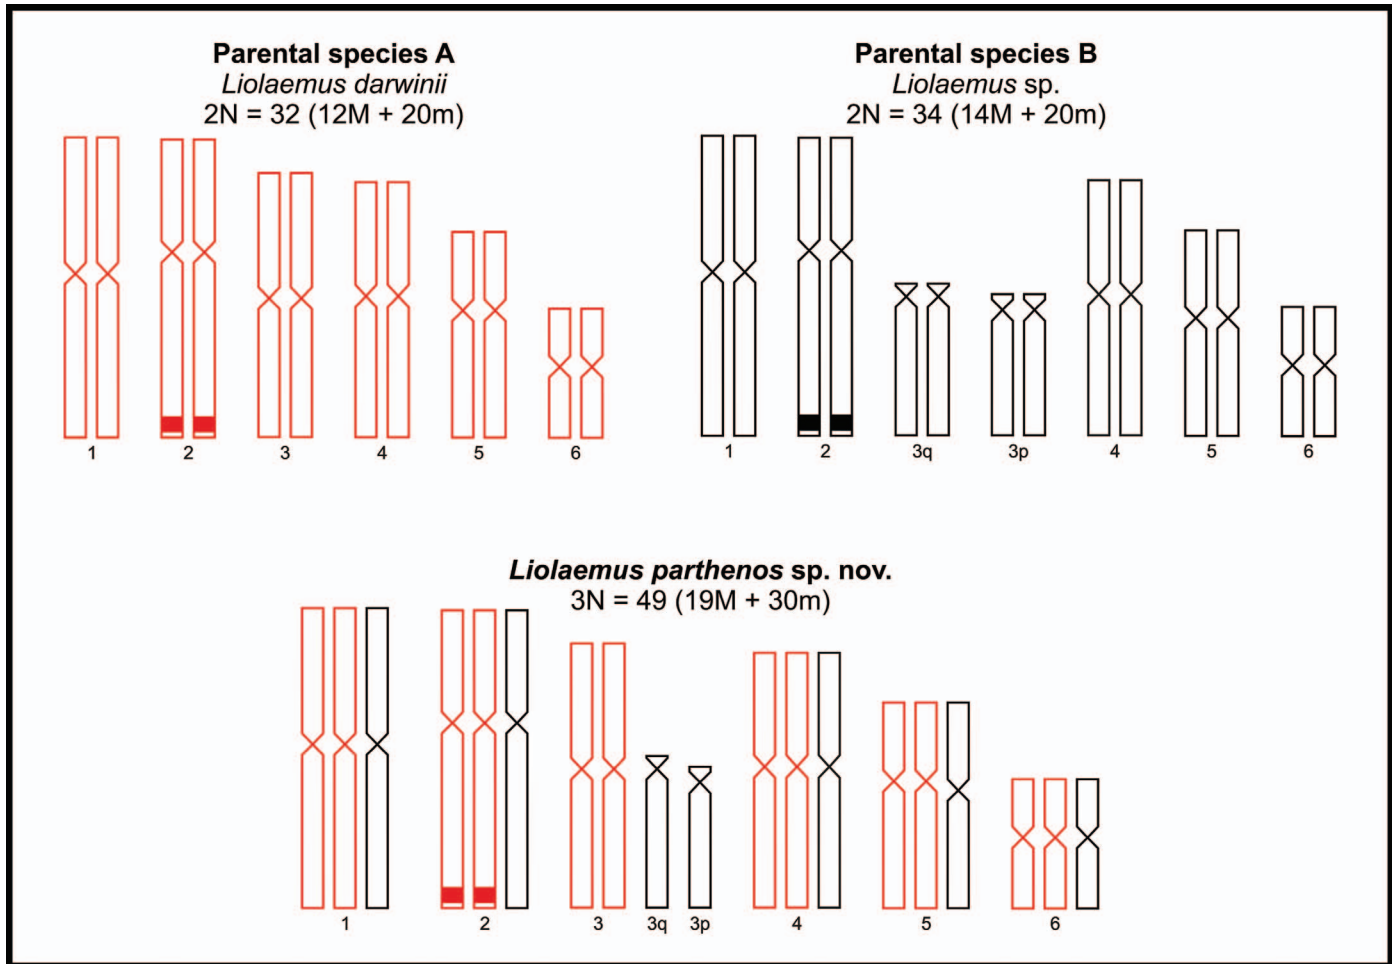 Parental species A
Liolaemus darwinii
2N = 32 (12M + 20m)
1 2 3 4 5 6
Parental species B
Liolaemus sp.
2N = 34 (14M + 20m)
1 2 3q 3p 4 5 6
Liolaemus parthenos sp. nov.
3N = 49 (19M + 30m)
1 2 3 3q 3p 4 5 6